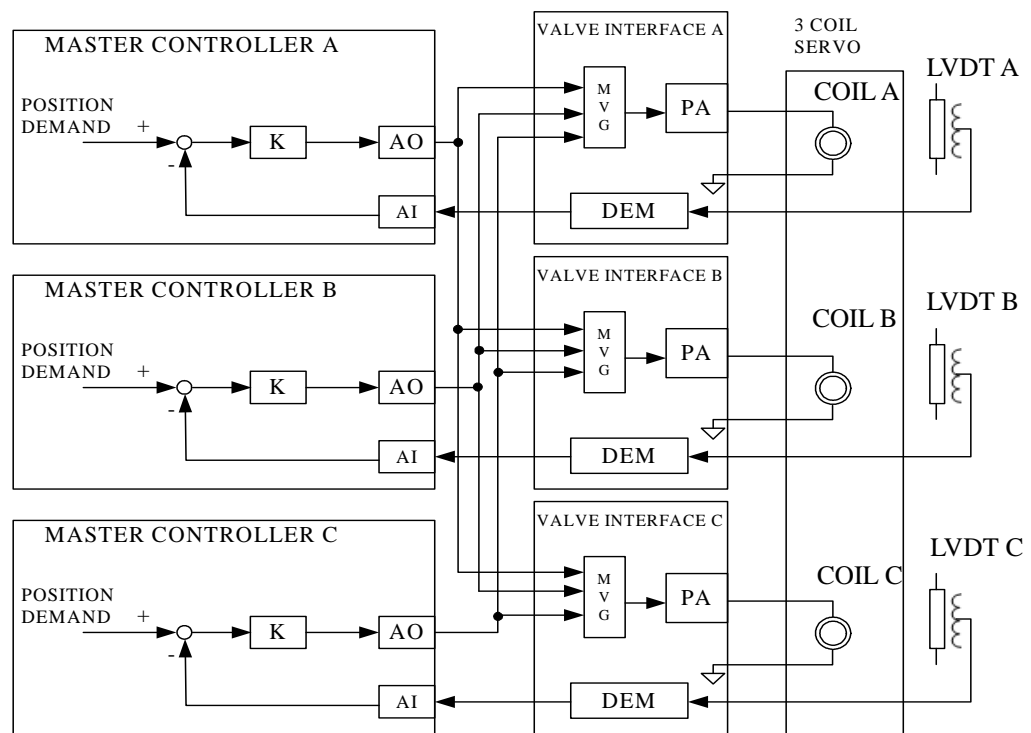 MASTER CONTROLLER A
POSITION
DEMAND
+
-
K
AO
AI
VALVE INTERFACE A
M
V
G
PA
DEM
3 COIL
SERVO
COIL A
LVDT A
MASTER CONTROLLER B
POSITION
DEMAND
+
-
K
AO
AI
VALVE INTERFACE B
M
V
G
PA
DEM
COIL B
LVDT B
MASTER CONTROLLER C
POSITION
DEMAND
+
-
K
AO
AI
VALVE INTERFACE C
M
V
G
PA
DEM
COIL C
LVDT C